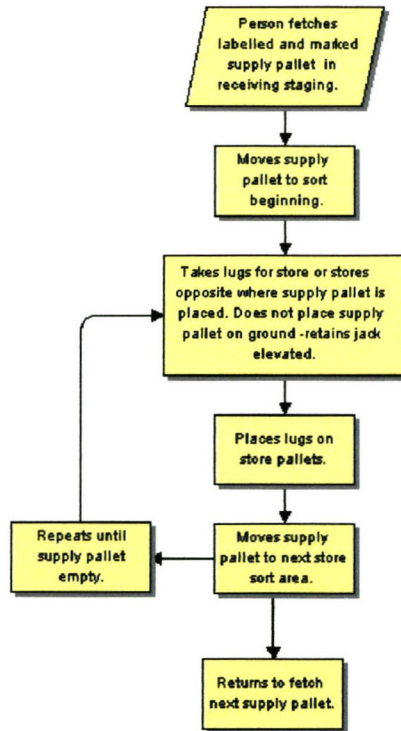 Person fetches
labelled and marked
supply pallet in
receiving staging.
Moves supply
pallet to sort
beginning.
Takes lugs for store or stores
opposite where supply pallet is
placed. Does not place supply
pallet on ground -retains jack
elevated.
Places lugs on
store pallets.
Repeats until
supply pallet
empty.
Moves supply
pallet to next store
sort area.
Returns to fetch
next supply pallet.